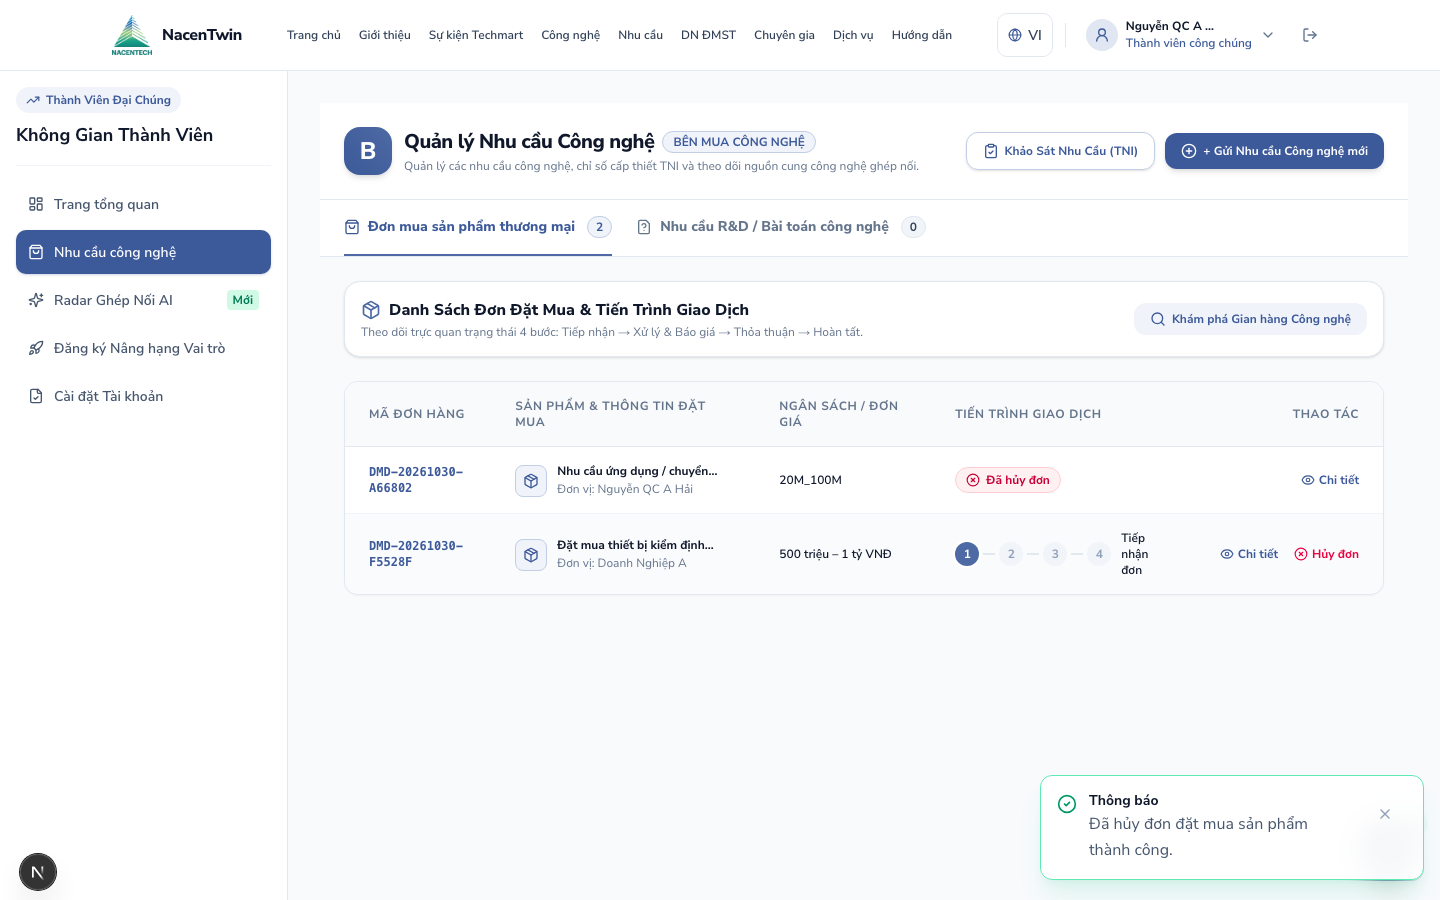 NACENTECH
NacenTwin
Trang chủ
Giới thiệu
Sự kiện Techmart
Công nghệ
Nhu cầu
DN ĐMST
Chuyên gia
Dịch vụ
Hướng dẫn
VI
Nguyễn QC A ...
Thành viên công chúng
Thành Viên Đại Chúng
Không Gian Thành Viên
Trang tổng quan
Nhu cầu công nghệ
Radar Ghép Nối AI
Mới
Đăng ký Nâng hạng Vai trò
Cài đặt Tài khoản
N
B
Quản lý Nhu cầu Công nghệ
BÊN MUA CÔNG NGHỆ
Quản lý các nhu cầu công nghệ, chỉ số cấp thiết TNI và theo dõi nguồn cung công nghệ ghép nối.
Khảo Sát Nhu Cầu (TNI)
+ Gửi Nhu cầu Công nghệ mới
Đơn mua sản phẩm thương mại
2
Nhu cầu R&D / Bài toán công nghệ
0
Danh Sách Đơn Đặt Mua & Tiến Trình Giao Dịch
Theo dõi trực quan trạng thái 4 bước: Tiếp nhận → Xử lý & Báo giá → Thỏa thuận → Hoàn tất.
Khám phá Gian hàng Công nghệ
MÃ ĐƠN HÀNG
SẢN PHẨM & THÔNG TIN ĐẶT
MUA
NGÂN SÁCH / ĐƠN
GIÁ
TIẾN TRÌNH GIAO DỊCH
THAO TÁC
DMD-20261030-
A66802
Nhu cầu ứng dụng / chuyển...
Đơn vị: Nguyễn QC A Hải
20M_100M
Đã hủy đơn
Chi tiết
DMD-20261030-
F5528F
Đặt mua thiết bị kiểm định...
Đơn vị: Doanh Nghiệp A
500 triệu – 1 tỷ VNĐ
1
2
3
4
Tiếp
nhận
đơn
Chi tiết
Hủy đơn
Thông báo
Đã hủy đơn đặt mua sản phẩm
thành công.